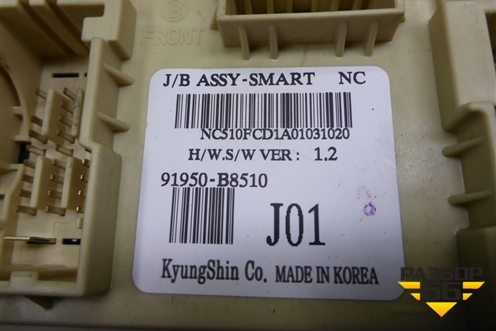 B
FRONT
J/B ASSY-SMART NC
NC510FCD1A01031020
H/W.S/W VER : 1.2
91950-B8510
J01
KyungShin Co. MADE IN KOREA
РАЗБОР
66